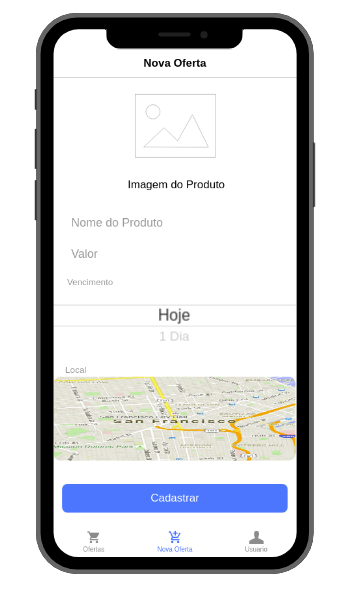 Nova Oferta
Imagem do Produto
Nome do Produto
Valor
Vencimento
Hoje
1 Dia
Local
San Francisco
Cadastrar
Ofertas
Nova Oferta
Usuario